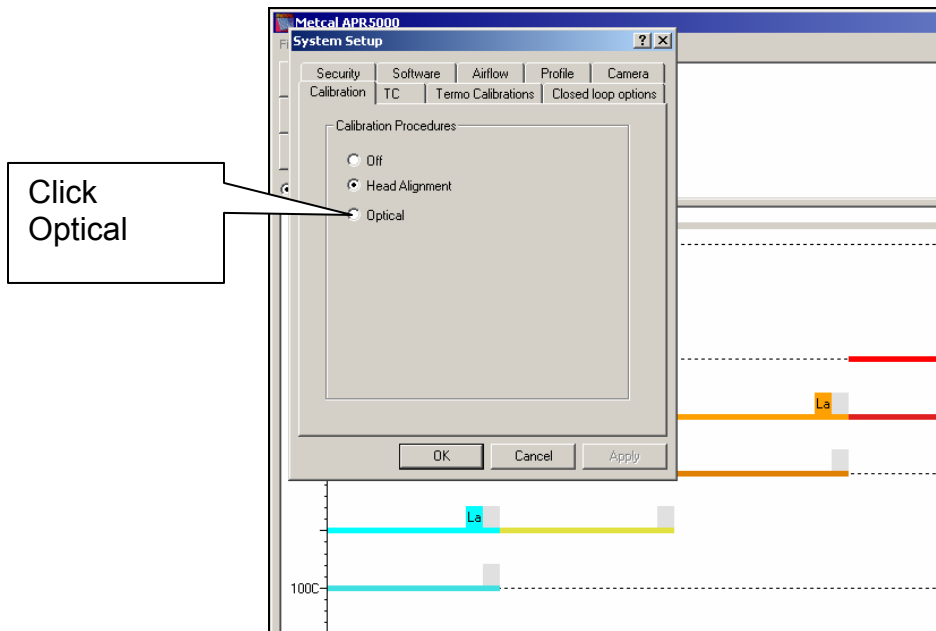 Metcal APR5000
System Setup
Security Software Airflow Profile Camera
Calibration TC Termo Calibrations Closed loop options
Calibration Procedures
Off
Head Alignment
Optical
Click
Optical
OK Cancel Apply
La
La
100C